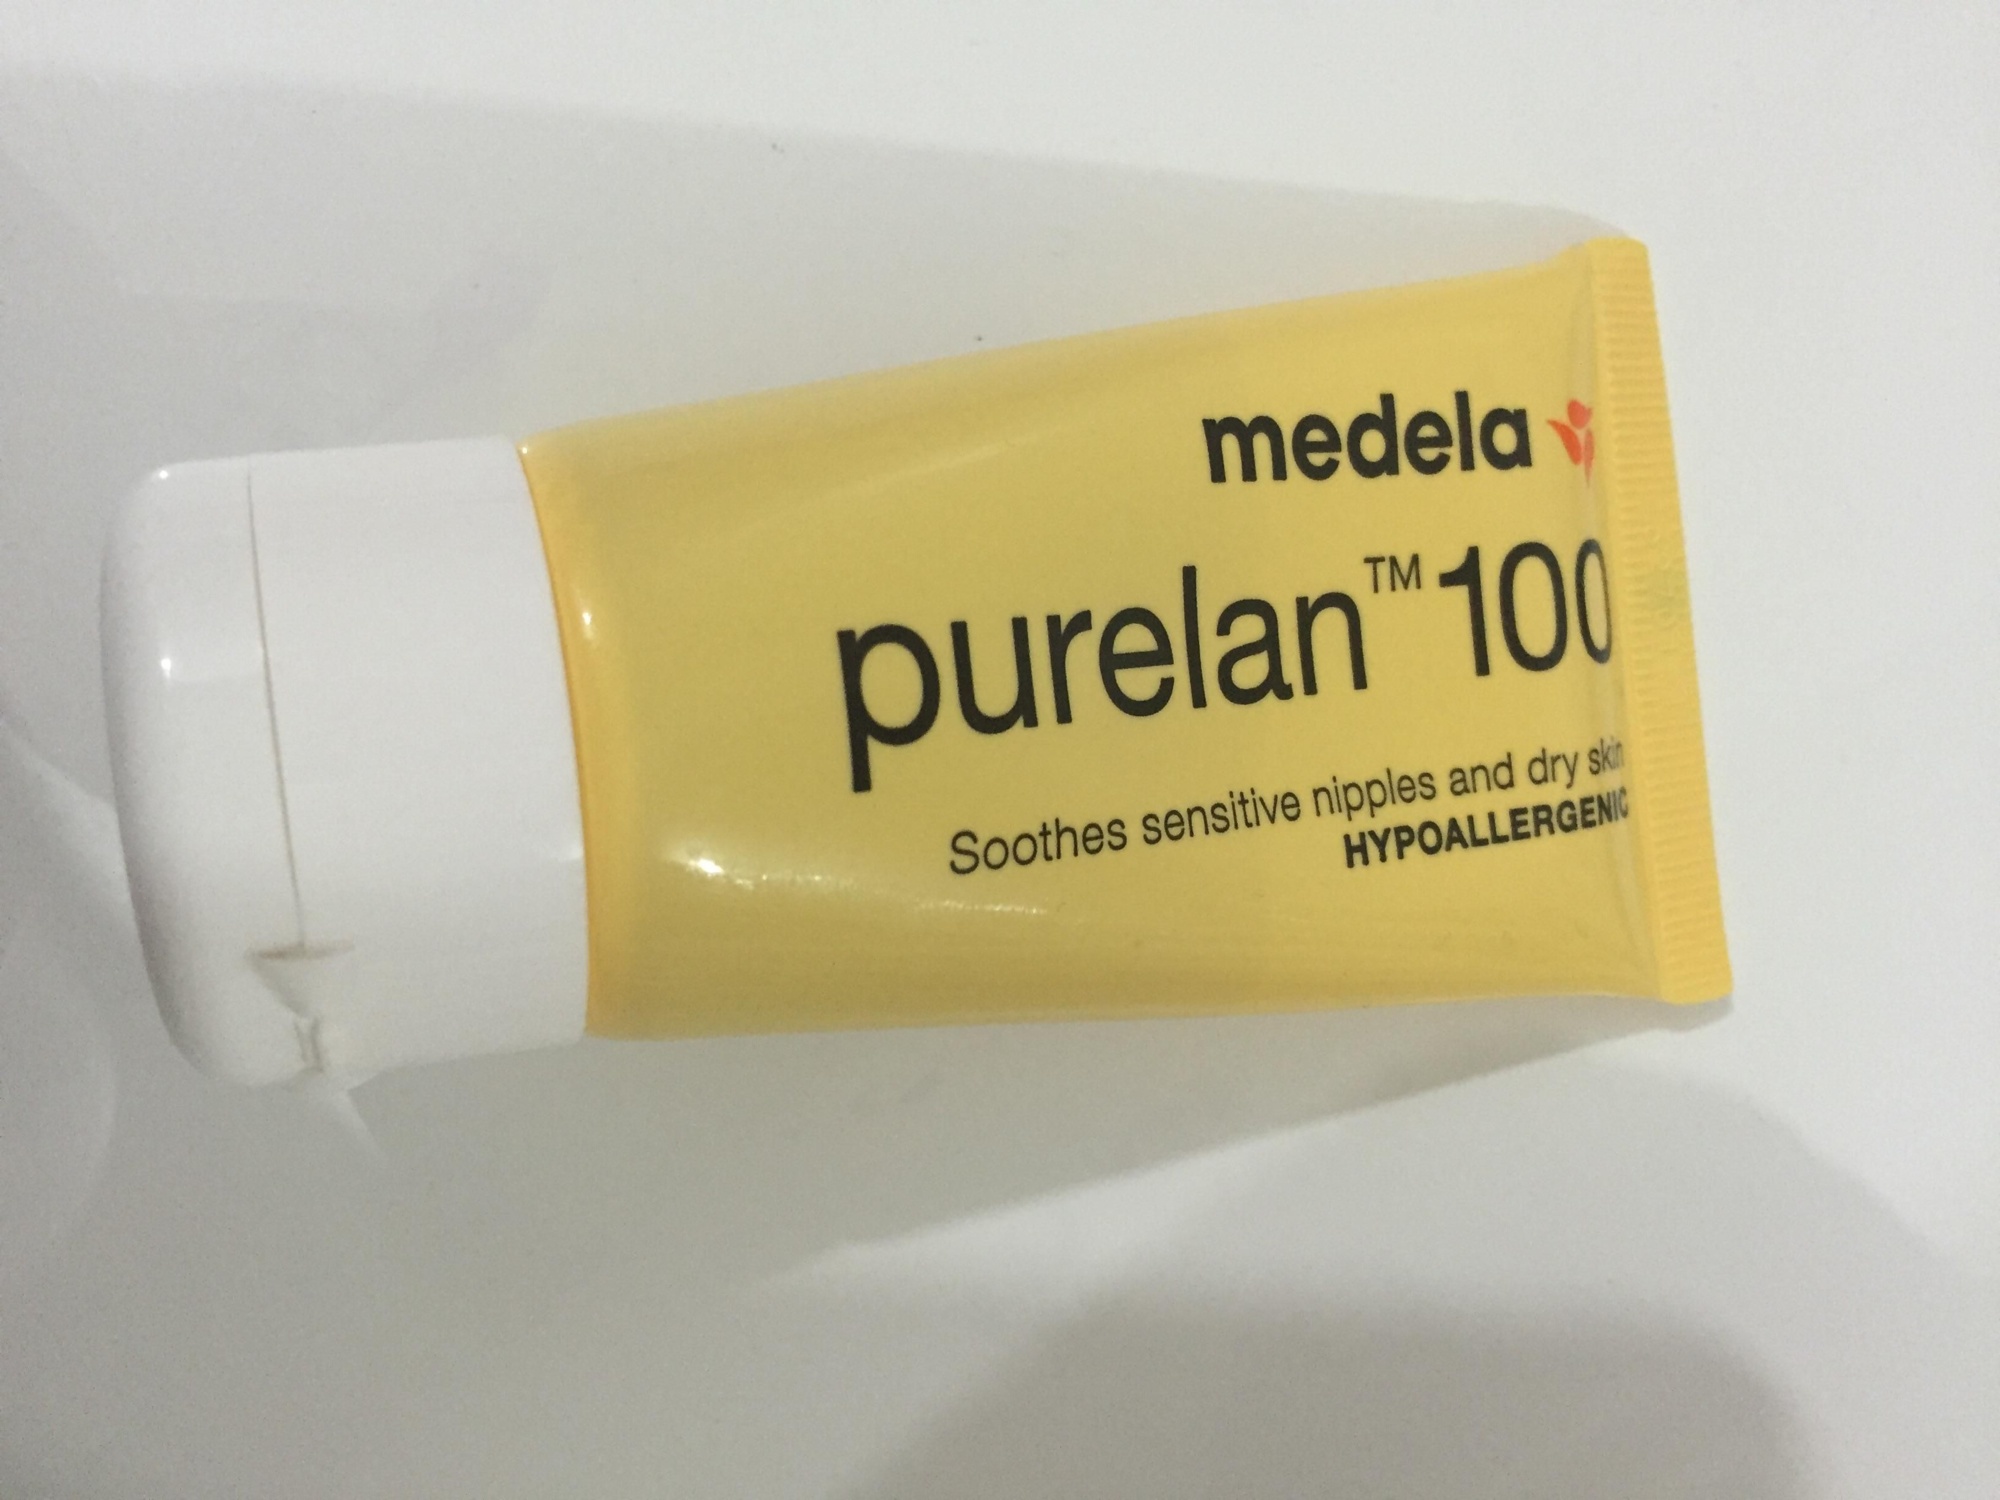 medela
purelan™ 100
Soothes sensitive nipples and dry skin
HYPOALLERGENIC